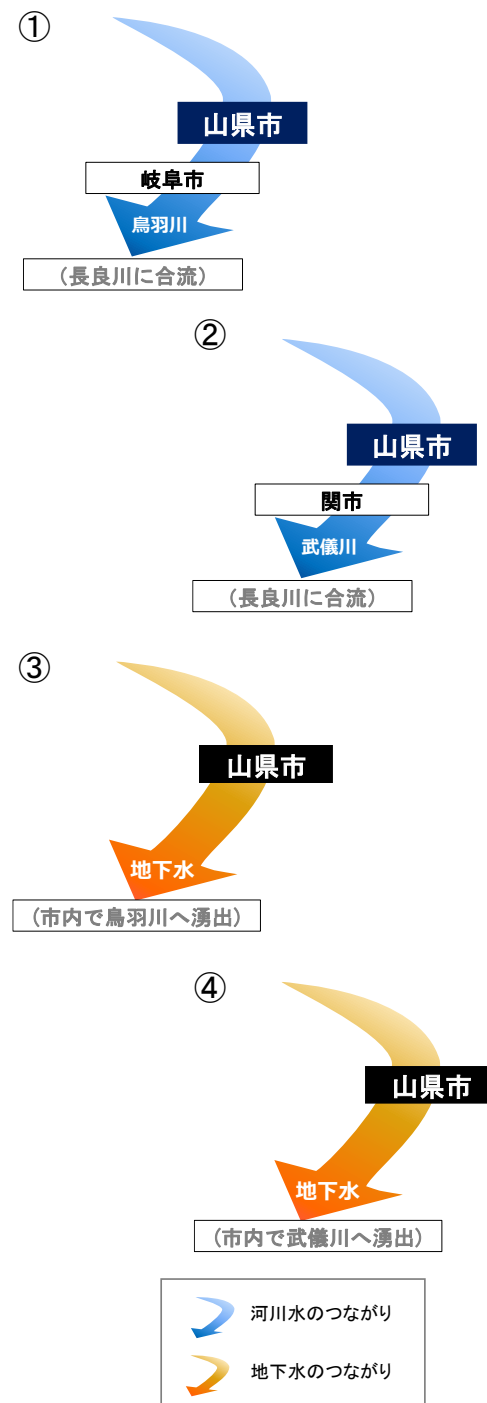 ①
山県市
岐阜市
鳥羽川
(長良川に合流)
②
山県市
関市
武儀川
(長良川に合流)
③
山県市
地下水
(市内で鳥羽川へ湧出)
④
山県市
地下水
(市内で武儀川へ湧出)
河川水のつながり
地下水のつながり